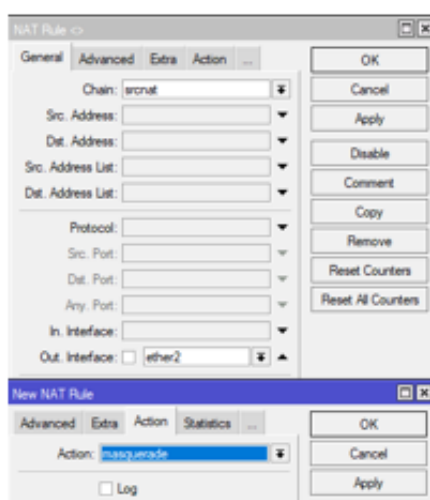 NAT Rule <>
General Advanced Extra Action ...
OK
Chain: srcnat
Cancel
Src. Address:
Apply
Dst. Address:
Src. Address List:
Disable
Dst. Address List:
Comment
Copy
Protocol:
Remove
Src. Port:
Reset Counters
Dst. Port:
Reset All Counters
Any. Port:
In. Interface:
Out. Interface: ether2
New NAT Rule
Advanced Extra Action Statistics ...
OK
Action: masquerade
Cancel
Log
Apply